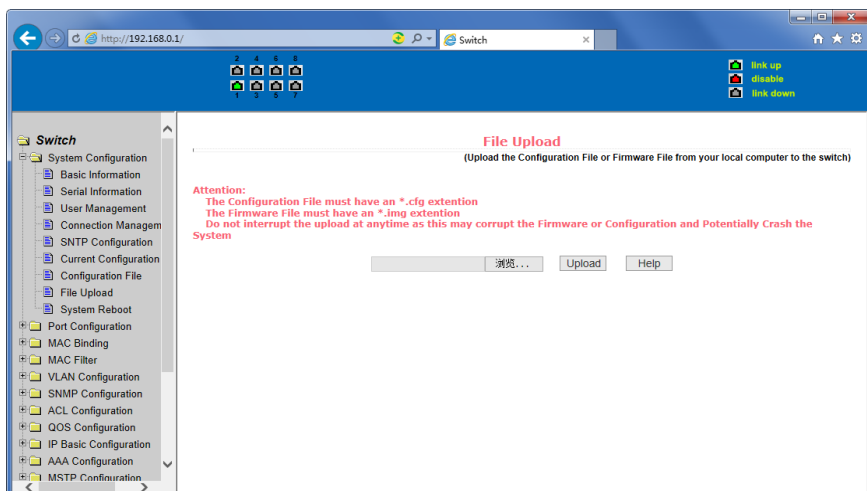 http://192.168.0.1/
Switch
2 4 6 8
1 3 5 7
link up
disable
link down
Switch
System Configuration
Basic Information
Serial Information
User Management
Connection Managem
SNTP Configuration
Current Configuration
Configuration File
File Upload
System Reboot
Port Configuration
MAC Binding
MAC Filter
VLAN Configuration
SNMP Configuration
ACL Configuration
QOS Configuration
IP Basic Configuration
AAA Configuration
MSTP Configuration
File Upload
(Upload the Configuration File or Firmware File from your local computer to the switch)
Attention:
The Configuration File must have an *.cfg extention
The Firmware File must have an *.img extention
Do not interrupt the upload at anytime as this may corrupt the Firmware or Configuration and Potentially Crash the
System
浏览... Upload Help